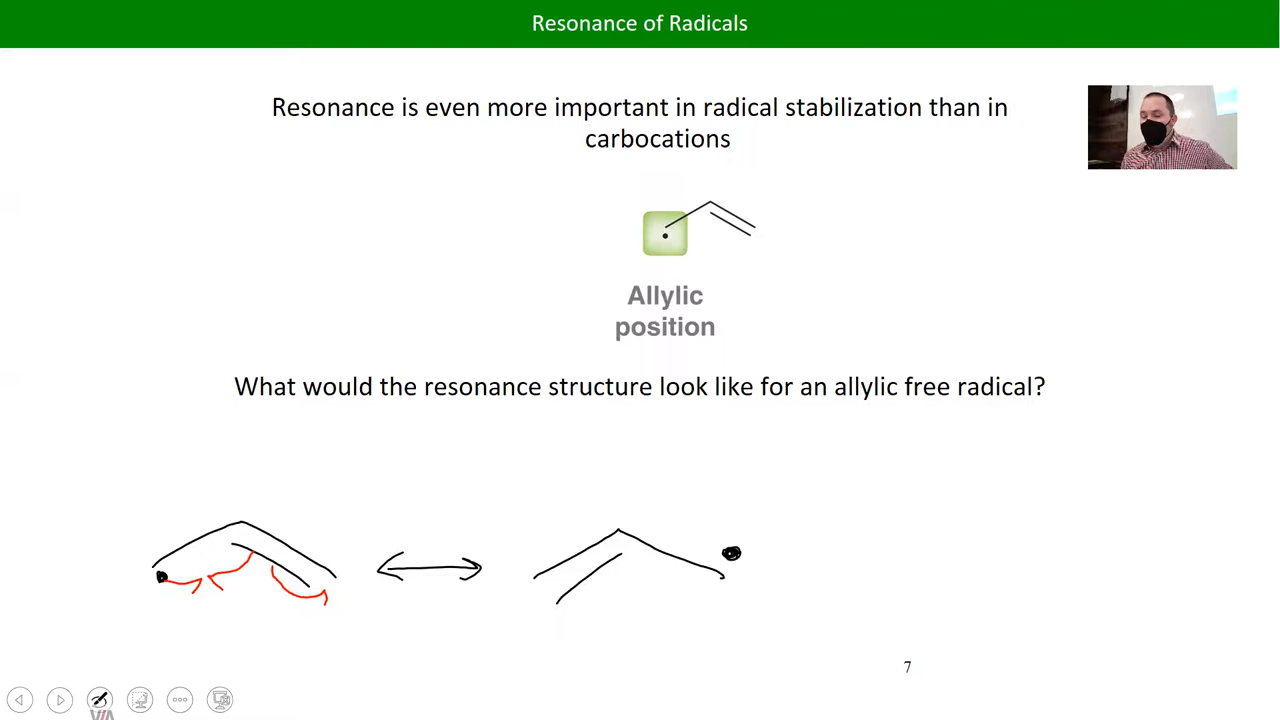 Resonance of Radicals
Resonance is even more important in radical stabilization than in
carbocations
Allylic
position
What would the resonance structure look like for an allylic free radical?
7